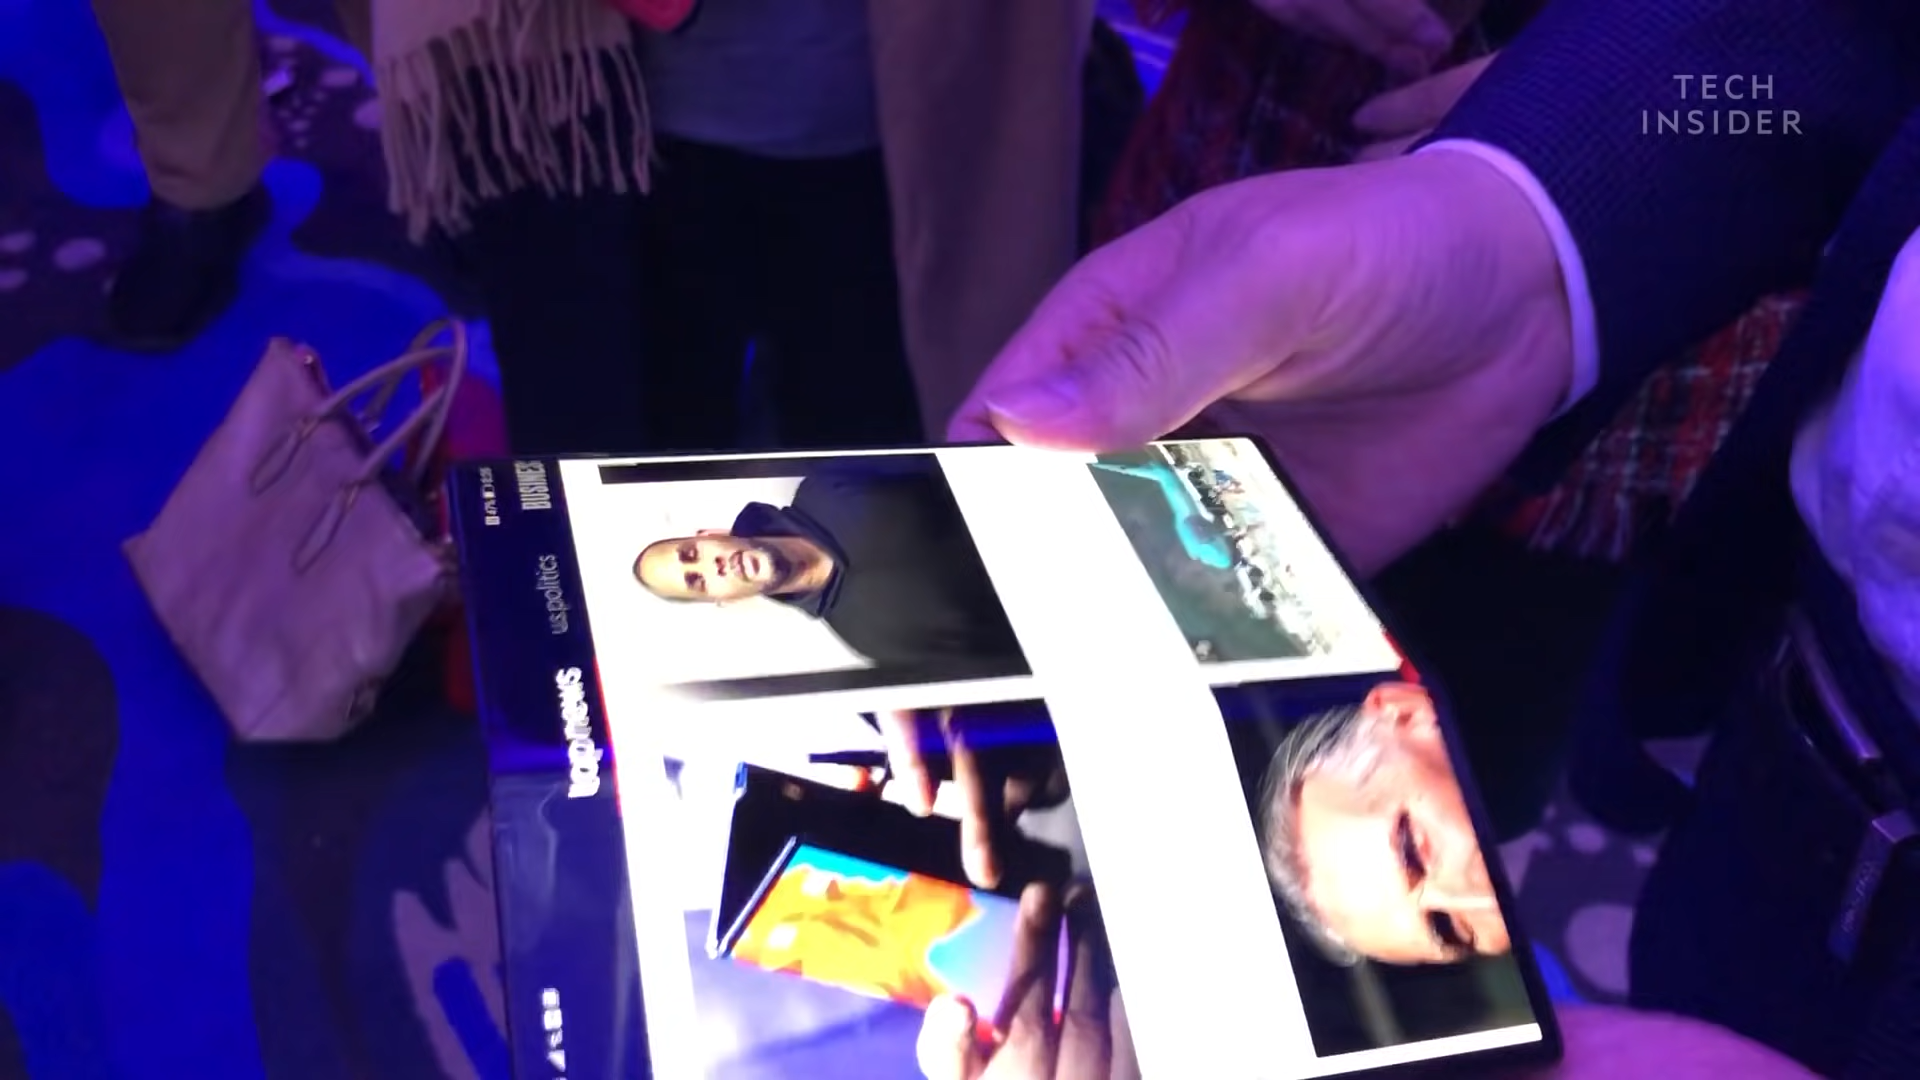 TECH
INSIDER
BUSINES
us politics
top news